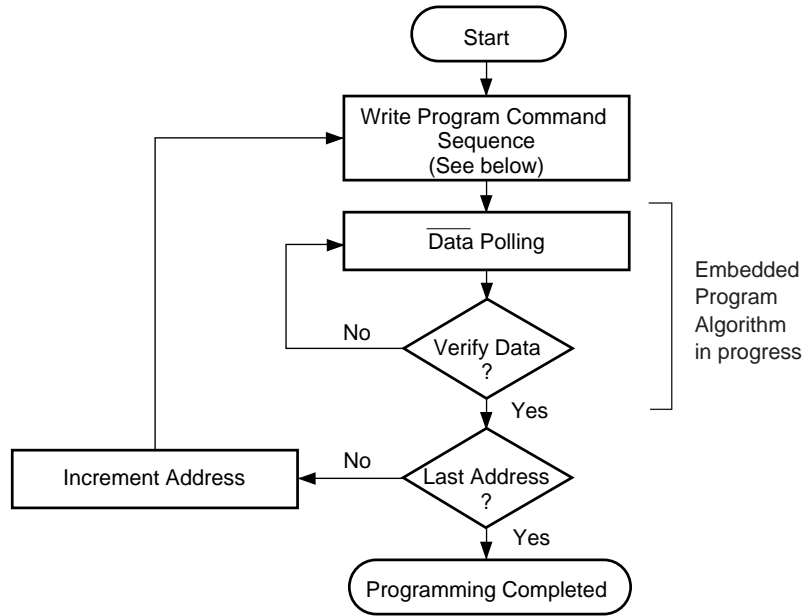 Start
Write Program Command
Sequence
(See below)
Data Polling
Embedded
Program
Algorithm
in progress
No
Verify Data
?
Yes
Increment Address
No
Last Address
?
Yes
Programming Completed